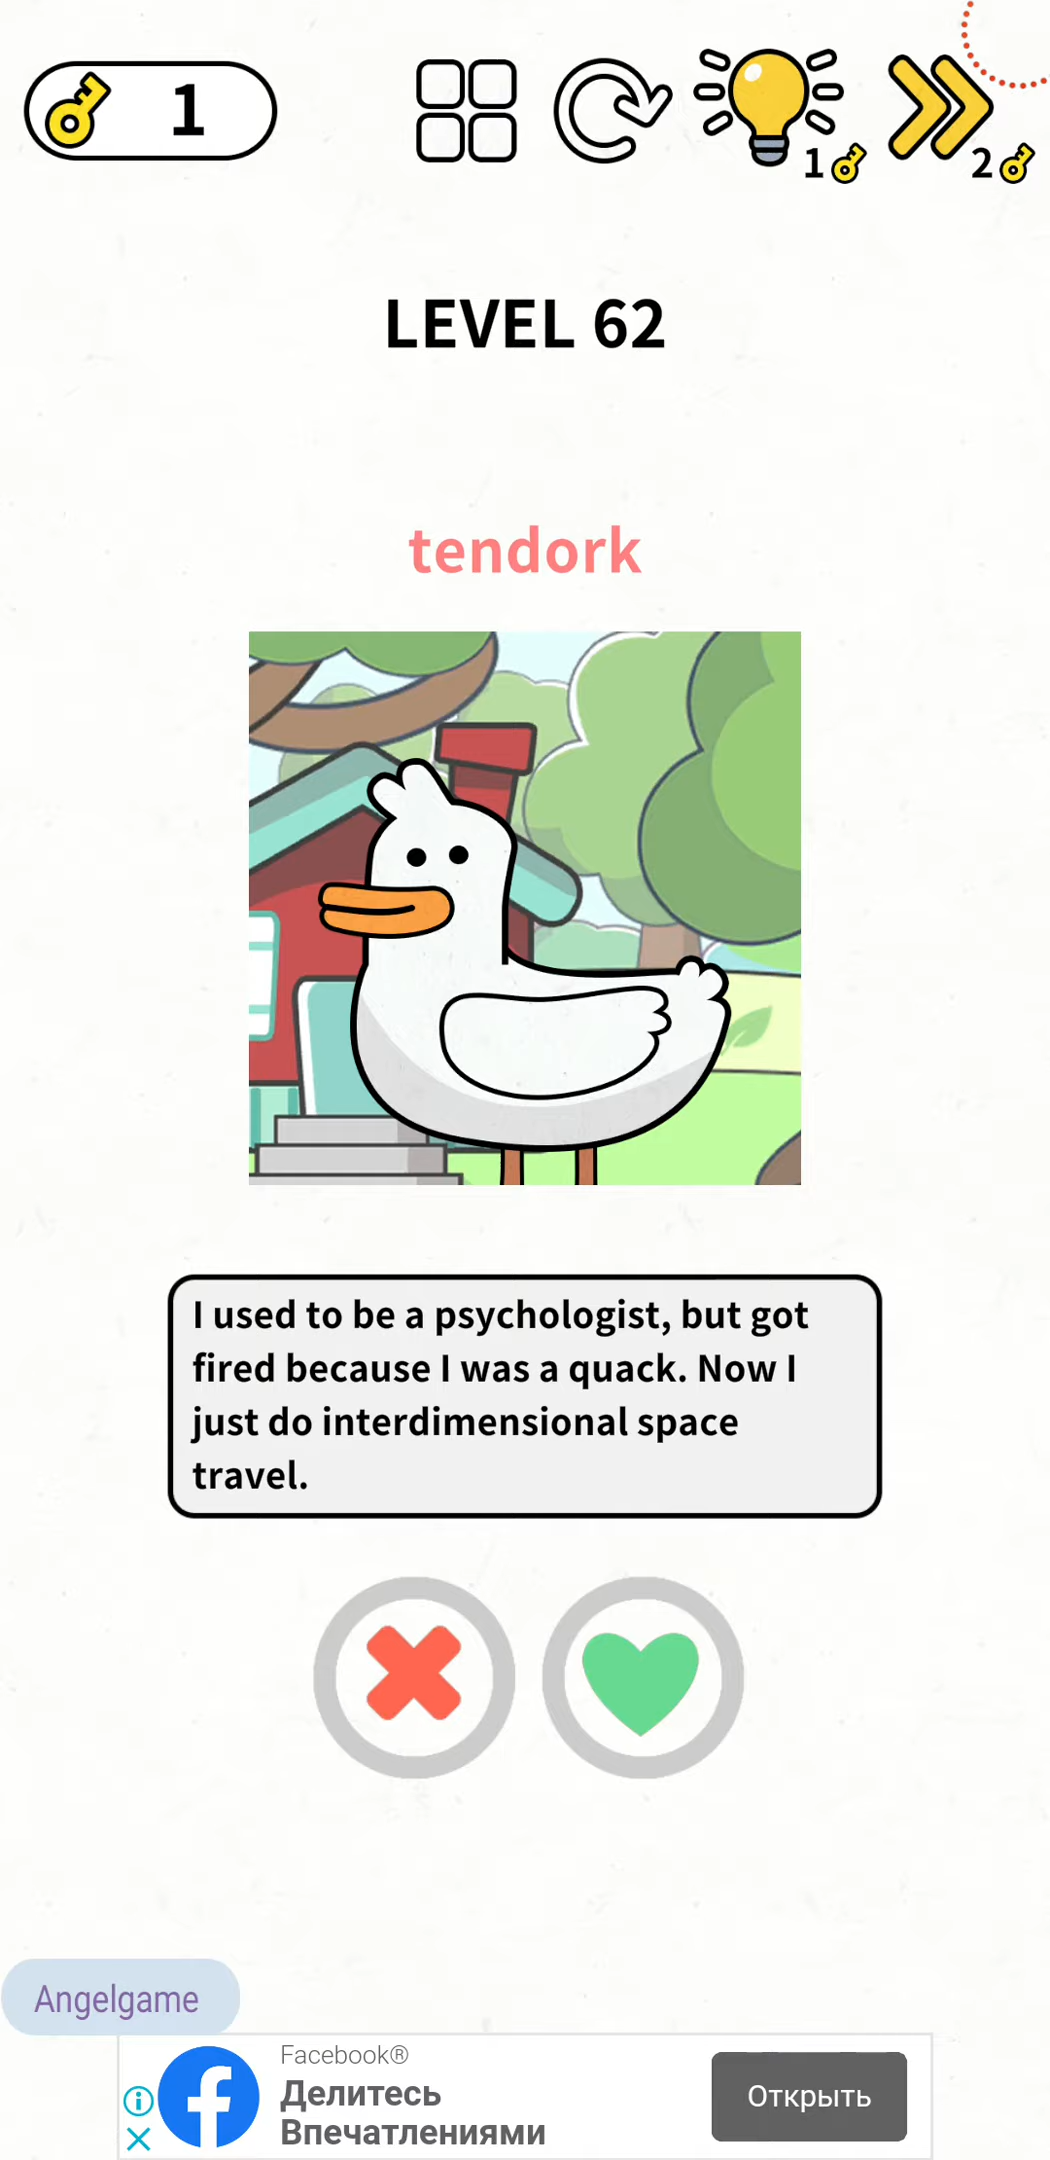 1
1
2
LEVEL 62
tendork
I used to be a psychologist, but got
fired because I was a quack. Now I
just do interdimensional space
travel.
Angelgame
Facebook®
Делитесь
Впечатлениями
Открыть